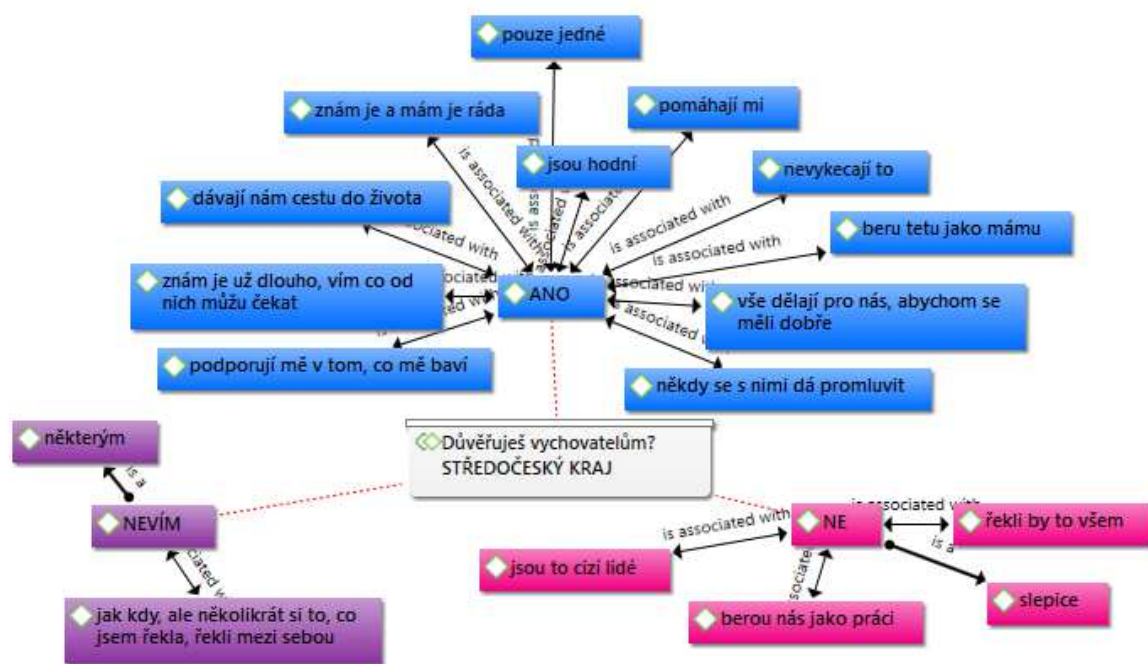 pouze jedné
znám je a mám je ráda
pomáhají mi
jsou hodní
nevykecají to
dávají nám cestu do života
beru tetu jako mámu
znám je už dlouho, vím co od
nich můžu čekat
ANO
vše dělají pro nás, abychom se
měli dobře
podporují mě v tom, co mě baví
někdy se s nimi dá promluvit
is associated with
is associated with
is associated with
Důvěřuješ vychovatelům?
STŘEDOČESKÝ KRAJ
některým
is a
NEVÍM
jak kdy, ale několikrát si to, co
jsem řekla, řekli mezi sebou
NE
is associated with
is associated with
řekli by to všem
is a
jsou to cizí lidé
slepice
berou nás jako práci